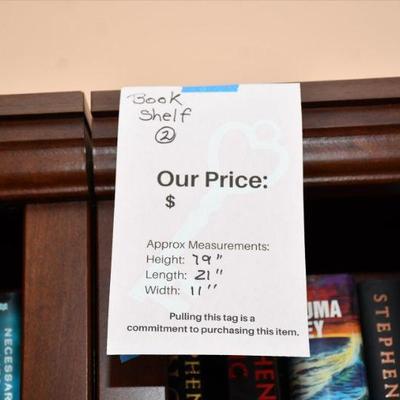 Book
Shelf
2
Our Price:
$
Approx Measurements:
Height: 79"
Length: 21"
Width: 11"
Pulling this tag is a
commitment to purchasing this item.
NECESSAR
UMA
EY
STEPHEN
STEPHE